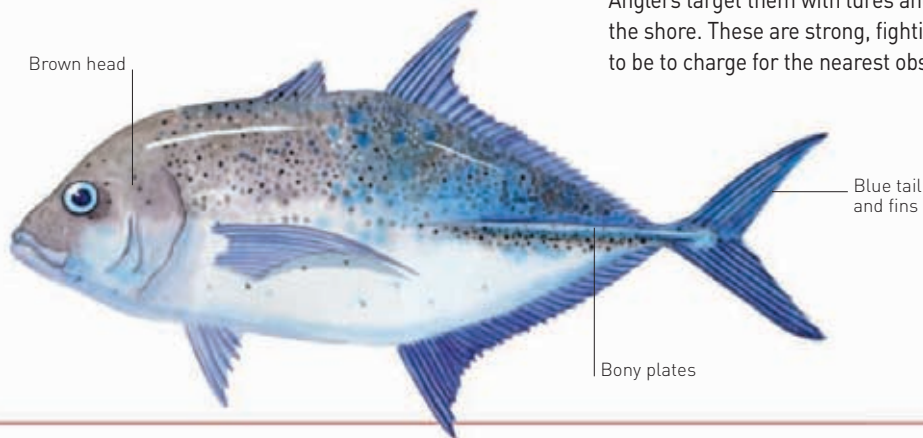 Anglers target them with lures an
the shore. These are strong, fighti
to be to charge for the nearest obs
Brown head
Blue tail
and fins
Bony plates